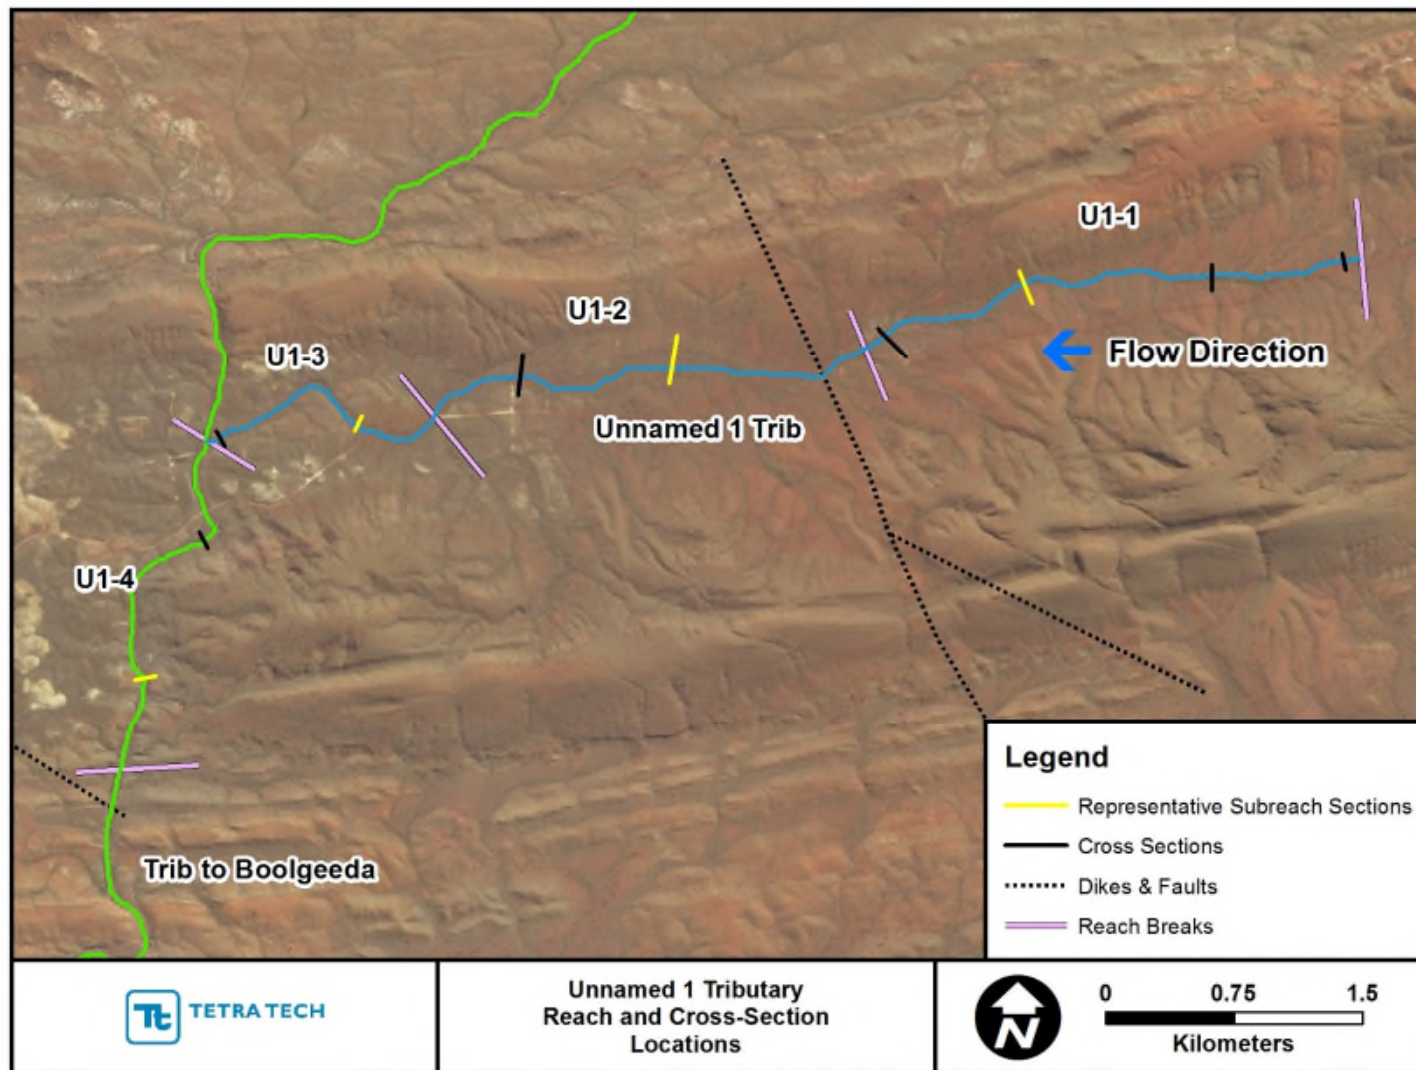 U1-1
U1-2
U1-3
Flow Direction
Unnamed 1 Trib
U1-4
Trib to Boolgeeda
Legend
Representative Subreach Sections
Cross Sections
Dikes & Faults
Reach Breaks
Tt TETRA TECH
Unnamed 1 Tributary
Reach and Cross-Section
Locations
N
0 0.75 1.5
Kilometers